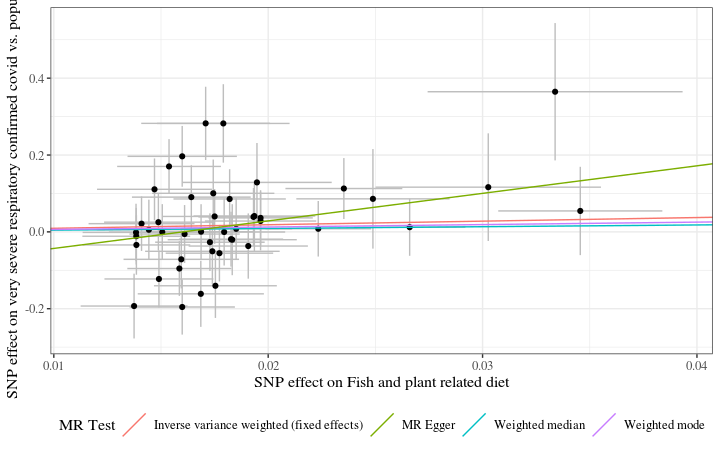 SNP effect on very severe respiratory confirmed covid vs.
0.4
0.2
0.0
-0.2
0.01
0.02
0.03
0.04
SNP effect on Fish and plant related diet
MR Test
Inverse variance weighted (fixed effects)
MR Egger
Weighted median
Weighted mode